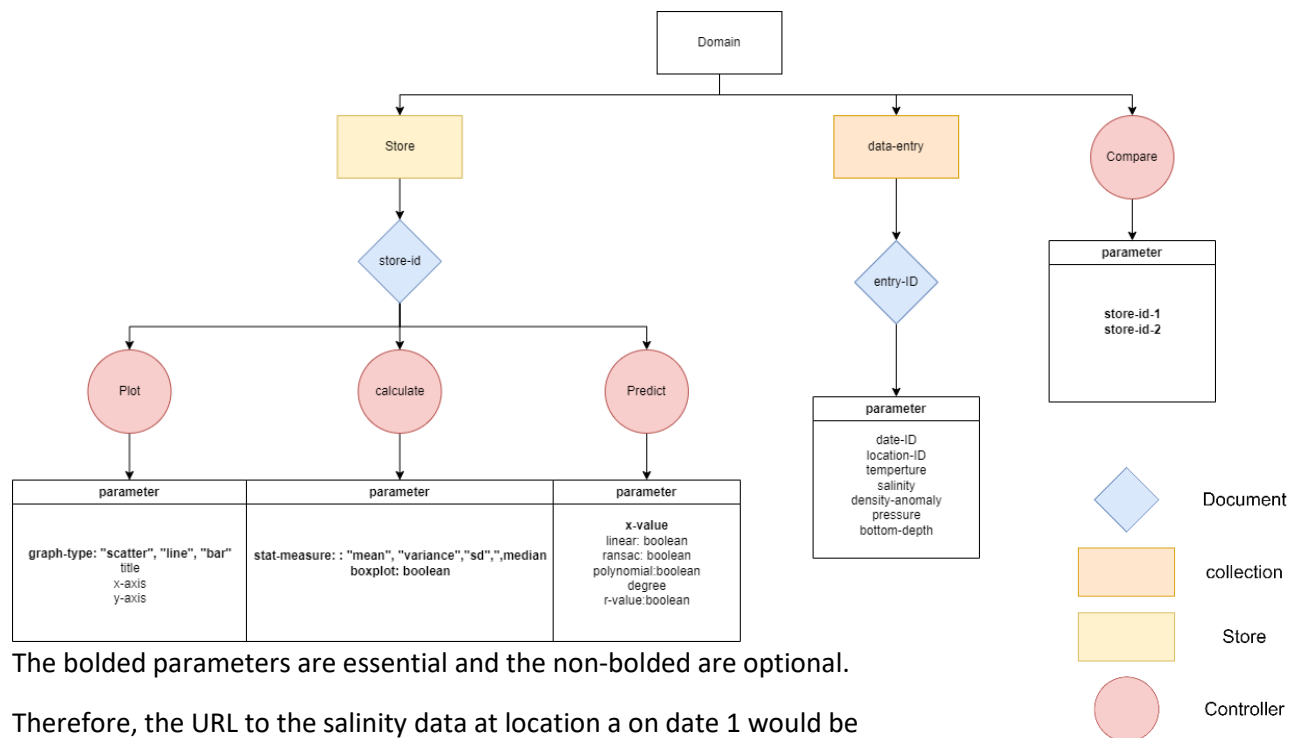 Domain
Store
data-entry
Compare
store-id
entry-ID
parameter
store-id-1
store-id-2
Plot
calculate
Predict
parameter
date-ID
location-ID
temperture
salinity
density-anomaly
pressure
bottom-depth
parameter
graph-type: "scatter", "line", "bar"
title
x-axis
y-axis
parameter
stat-measure: : "mean", "variance","sd",",median
boxplot: boolean
parameter
x-value
linear: boolean
ransac: boolean
polynomial:boolean
degree
r-value:boolean
Document
collection
Store
Controller
The bolded parameters are essential and the non-bolded are optional.
Therefore, the URL to the salinity data at location a on date 1 would be